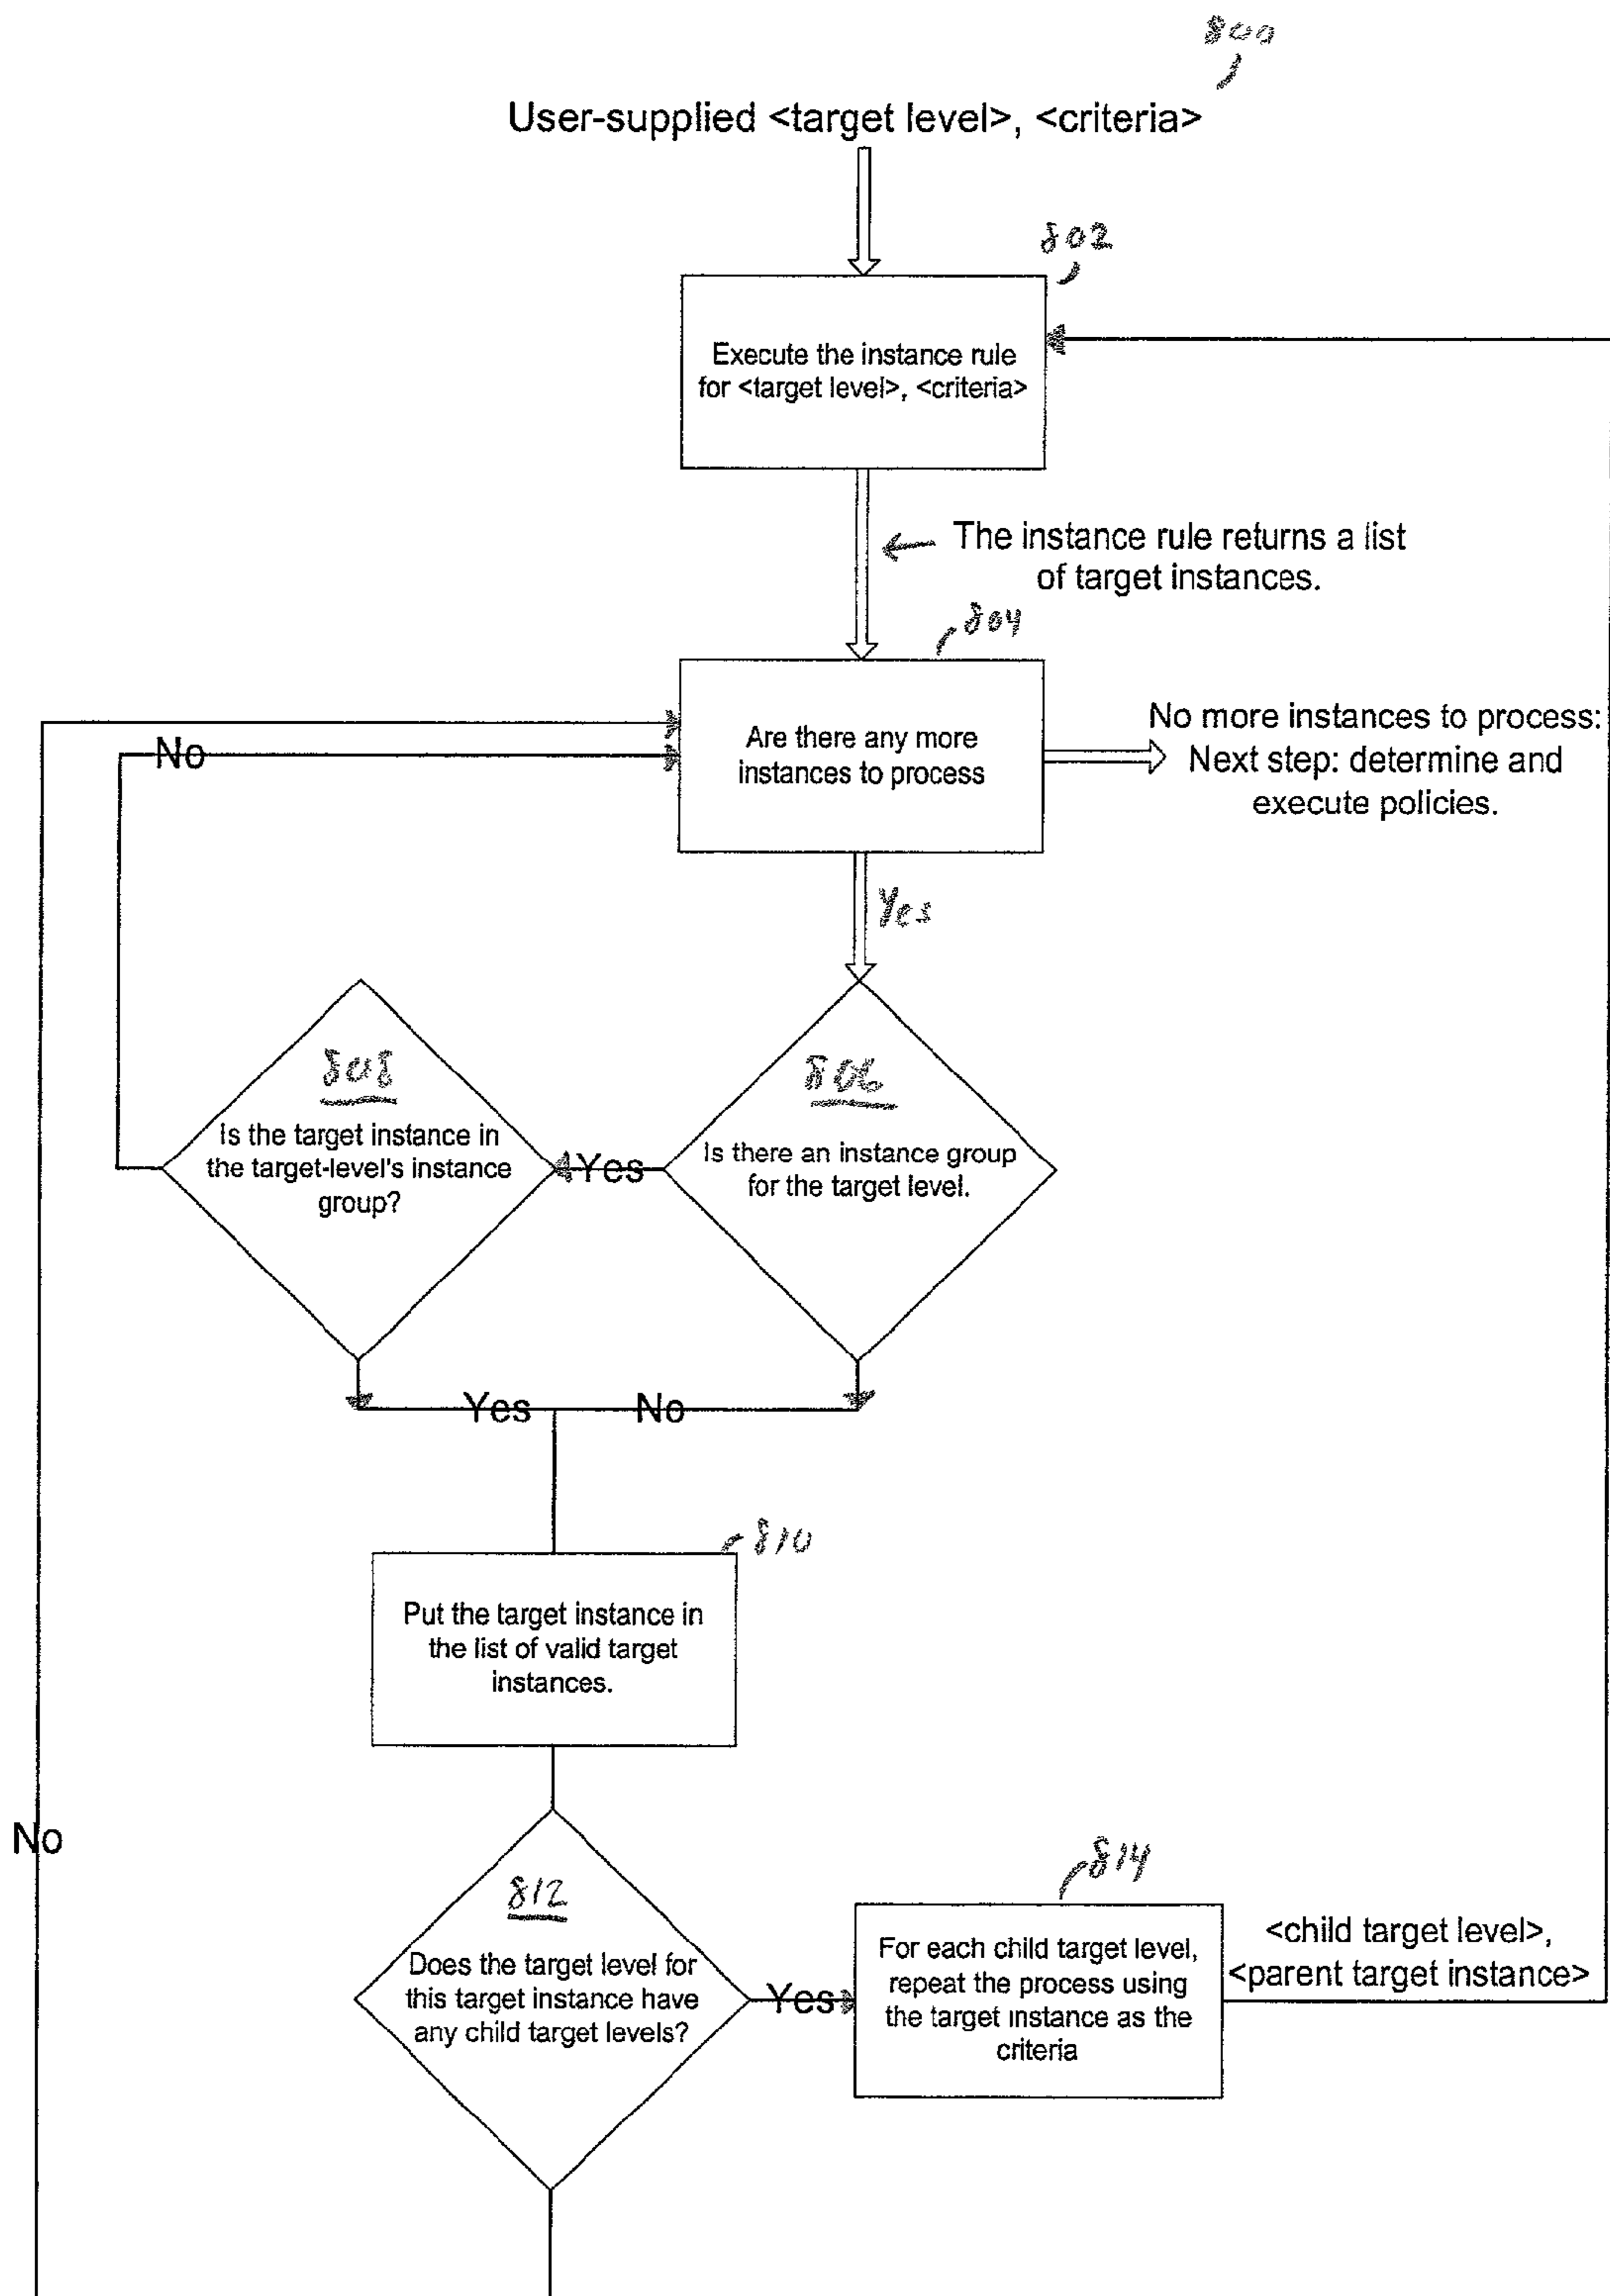 800
User-supplied <target level>, <criteria>
802
Execute the instance rule
for <target level>, <criteria>
The instance rule returns a list
of target instances.
804
Are there any more
instances to process
No more instances to process:
Next step: determine and
execute policies.
No
Yes
808
Is the target instance in
the target-level's instance
group?
Yes
806
Is there an instance group
for the target level.
Yes
No
810
Put the target instance in
the list of valid target
instances.
No
812
Does the target level for
this target instance have
any child target levels?
Yes
814
For each child target level,
repeat the process using
the target instance as the
criteria
<child target level>,
<parent target instance>